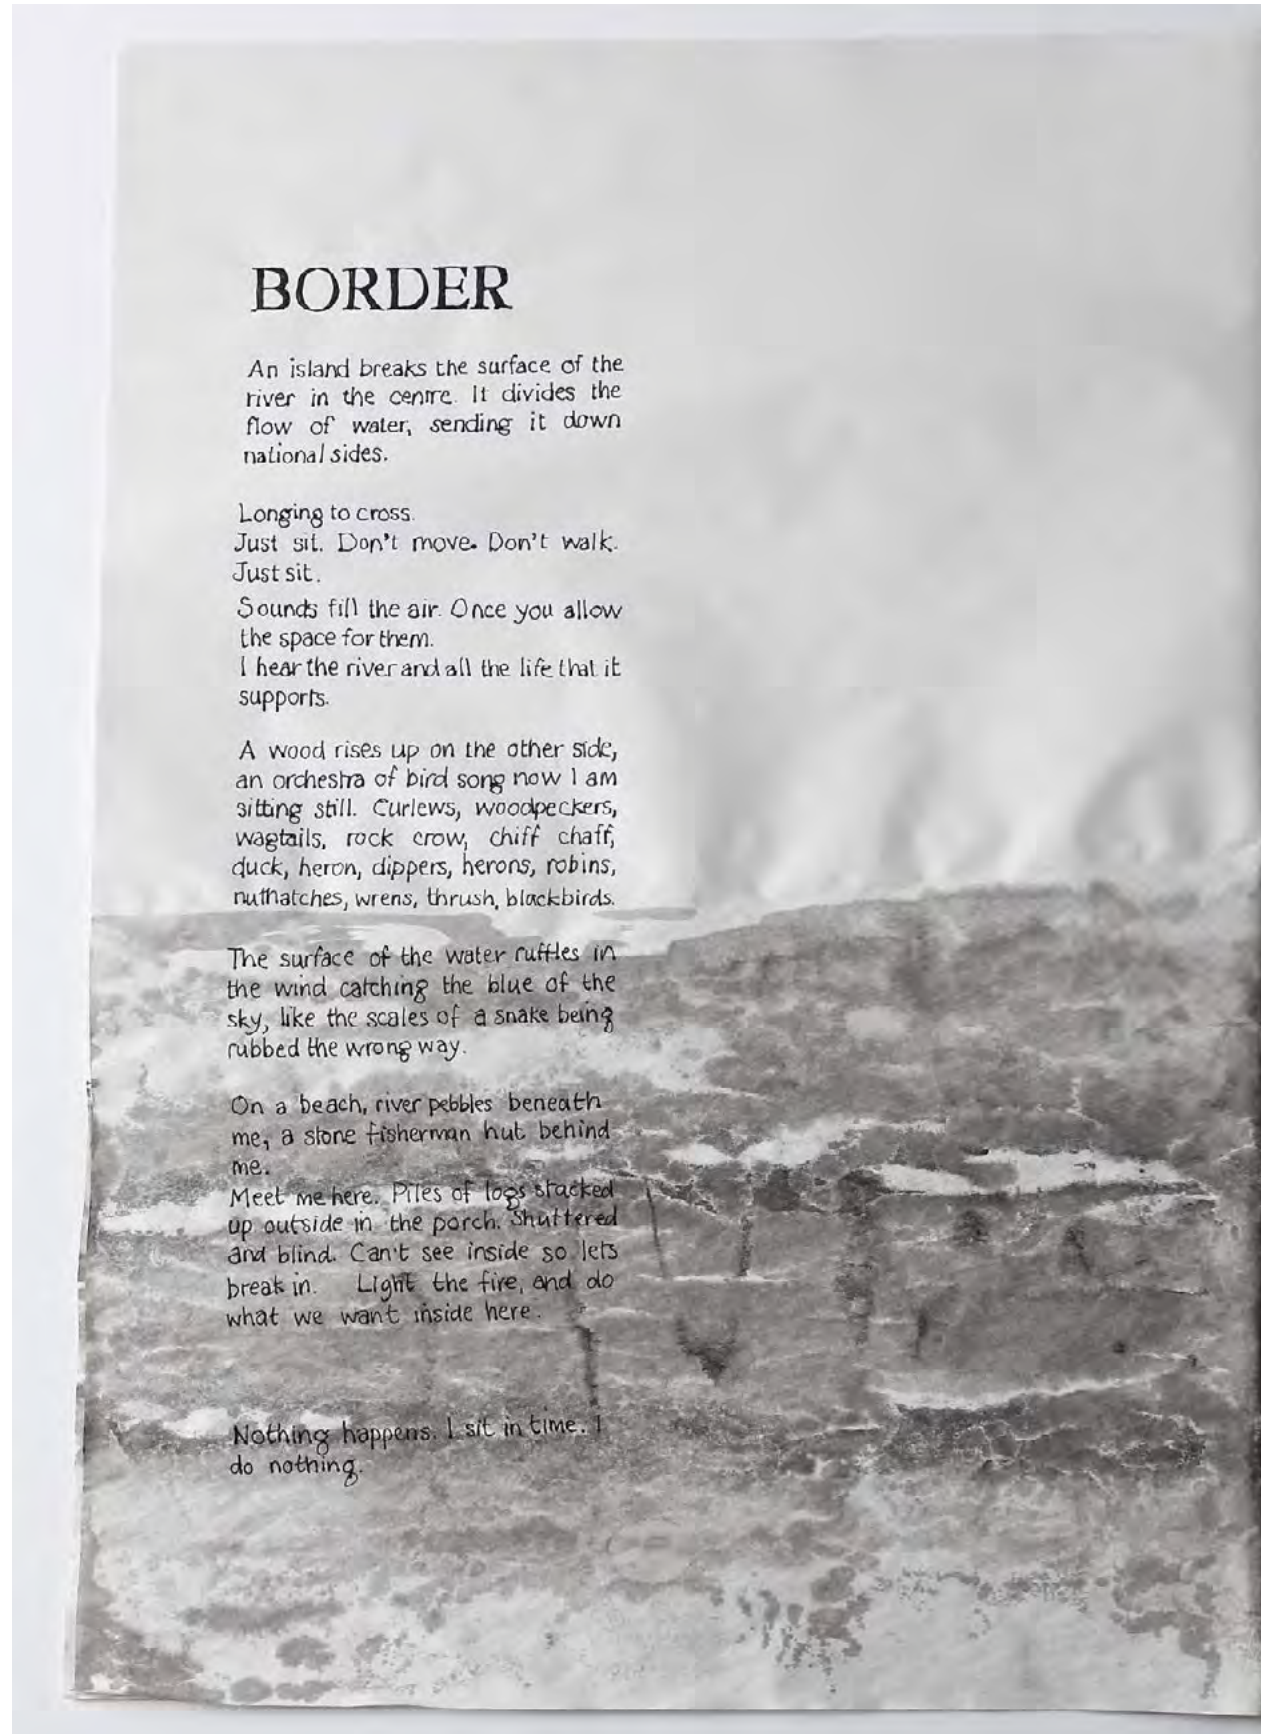 BORDER
An island breaks the surface of the
river in the centre. It divides the
flow of water, sending it down
national sides.
Longing to cross.
Just sit. Don't move. Don't walk.
Just sit.
Sounds fill the air. Once you allow
the space for them.
I hear the river and all the life that it
supports.
A wood rises up on the other side,
an orchestra of bird song now I am
sitting still. Curlews, woodpeckers,
wagtails, rock crow, chiff chaff,
duck, heron, dippers, herons, robins,
nuthatches, wrens, thrush, blackbirds.
The surface of the water ruffles in
the wind catching the blue of the
sky, like the scales of a snake being
rubbed the wrong way.
On a beach, river pebbles beneath
me, a stone fisherman hut behind
me.
Meet me here. Piles of logs stacked
up outside in the porch. Shuttered
and blind. Can't see inside so lets
break in. Light the fire, and do
what we want inside here.
Nothing happens. I sit in time. I
do nothing.